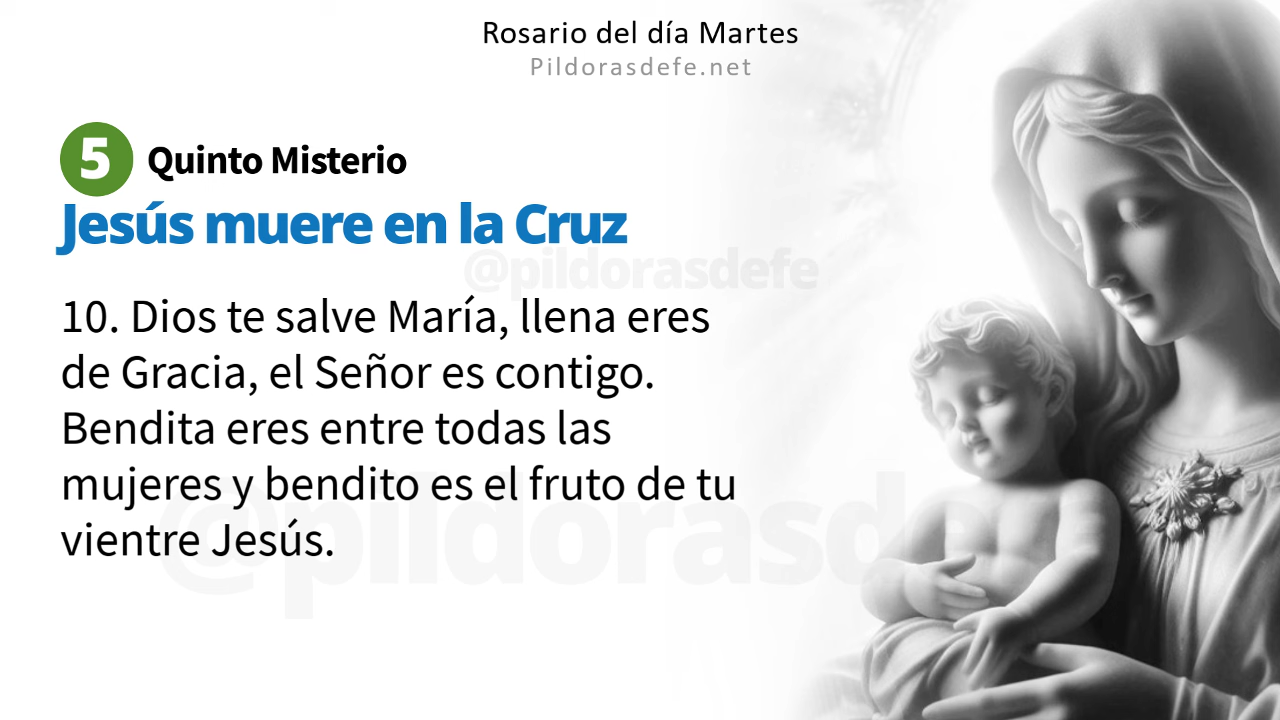 Rosario del día Martes
Pildorasdefe.net
5 Quinto Misterio
Jesús muere en la Cruz
@pildorasdefe
10. Dios te salve María, llena eres
de Gracia, el Señor es contigo.
Bendita eres entre todas las
mujeres y bendito es el fruto de tu
vientre Jesús.
@pildorasdefe